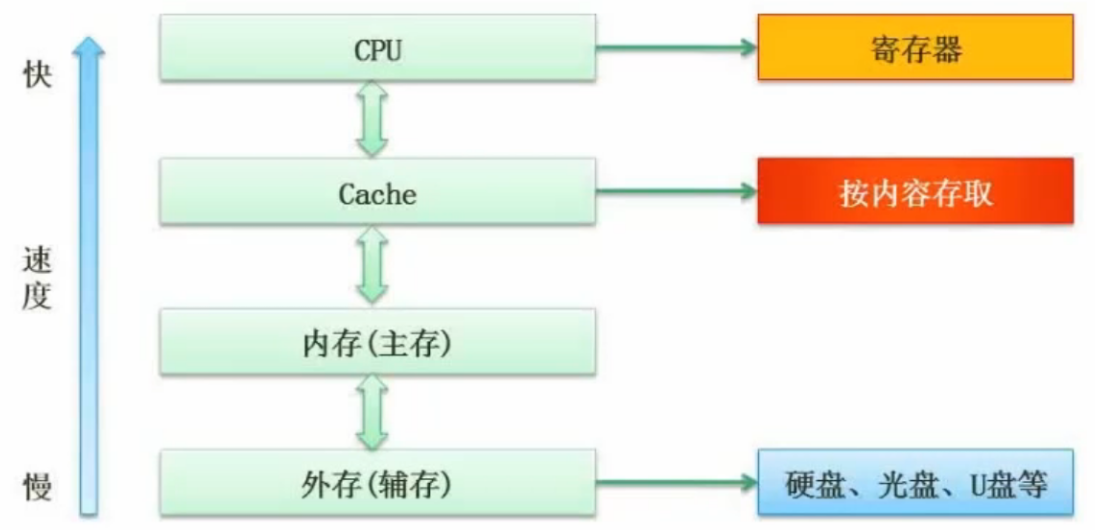 快
CPU
寄存器
Cache
按内容存取
速度
内存(主存)
慢
外存(辅存)
硬盘、光盘、U盘等